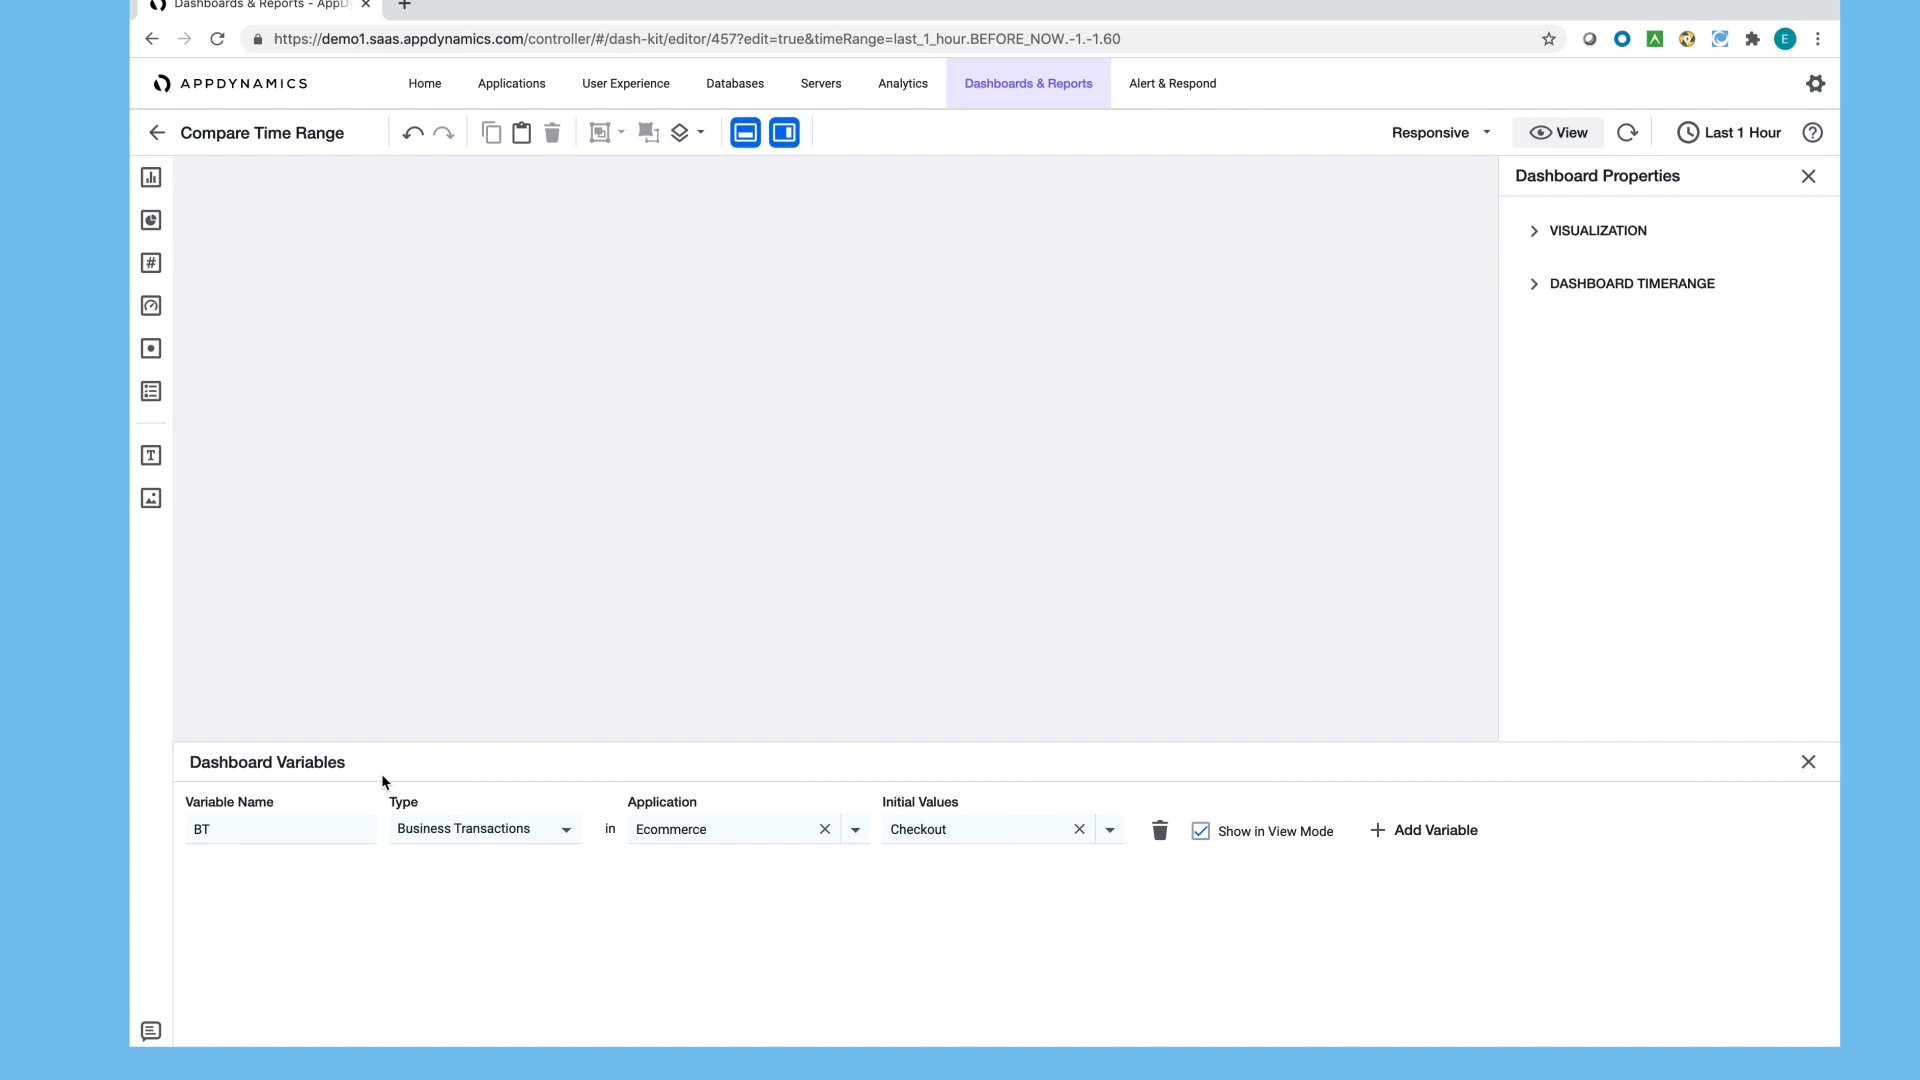 Dashboards & Reports - AppD
https://demo1.saas.appdynamics.com/controller/#/dash-kit/editor/457?edit=true&timeRange=last_1_hour.BEFORE_NOW.-1.-1.60
E
APPDYNAMICS
Home
Applications
User Experience
Databases
Servers
Analytics
Dashboards & Reports
Alert & Respond
Compare Time Range
Responsive
View
Last 1 Hour
Dashboard Properties
VISUALIZATION
DASHBOARD TIMERANGE
Dashboard Variables
Variable Name
Type
Application
Initial Values
BT
Business Transactions
in
Ecommerce
Checkout
Show in View Mode
Add Variable